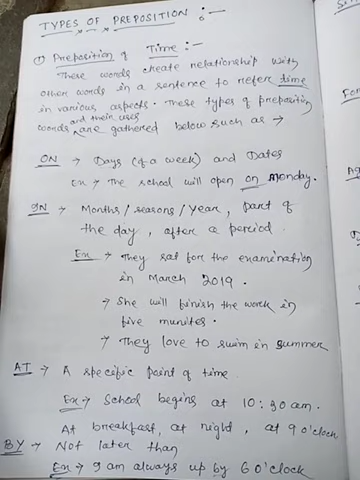 TYPES OF PREPOSITION :-
① Preposition of Time :-
These words create relationship with
other words in a sentence to refer time
in various aspects. These types of preposition
and their uses
words are gathered below such as →
ON → Days (of a week) and Dates
Ex → The school will open on Monday.
IN → Months/seasons/Year, part of
the day, after a period.
Ex → They sat for the examination
in March 2019.
→ She will finish the work in
five munites.
→ They love to swim in summer
AT → A specific point of time.
Ex → School begins at 10:30 am.
At breakfast, at night, at 9 o'clock
BY → Not later than
Ex → I am always up by 6 o'clock